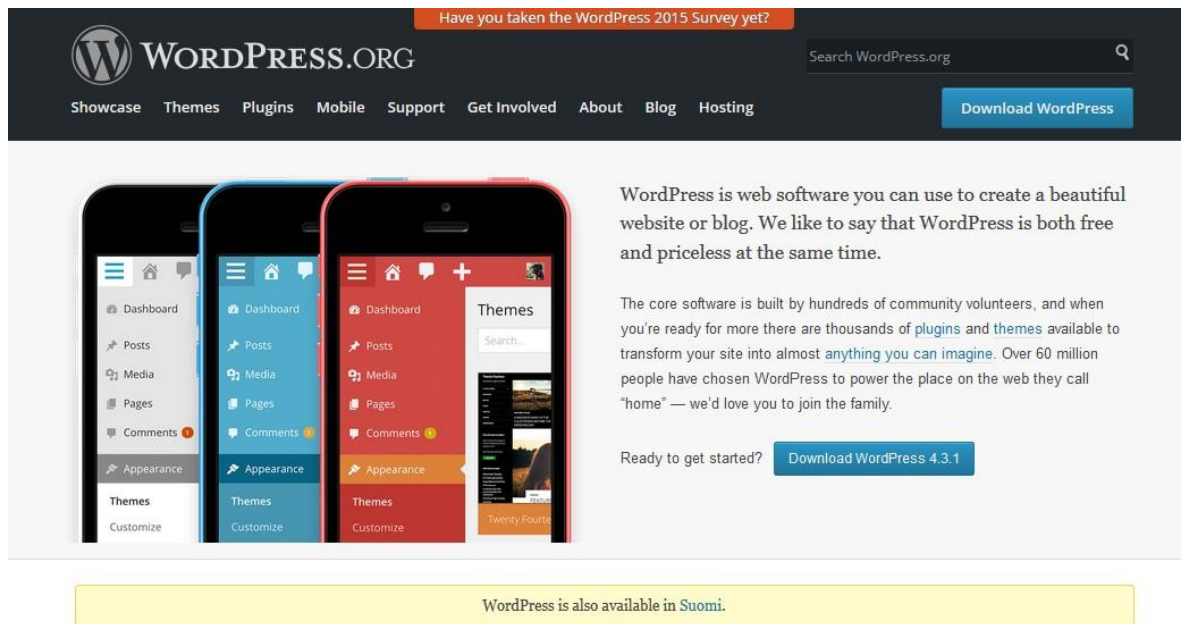 Have you taken the WordPress 2015 Survey yet?
WORDPRESS.ORG
Search WordPress.org
Showcase Themes Plugins Mobile Support Get Involved About Blog Hosting
Download WordPress
Dashboard
Posts
Media
Pages
Comments 1
Appearance
Themes
Customize
Dashboard
Posts
Media
Pages
Comments 1
Appearance
Themes
Customize
Dashboard
Posts
Media
Pages
Comments 1
Appearance
Themes
Customize
Themes
Search...
Twenty Fourte
WordPress is web software you can use to create a beautiful
website or blog. We like to say that WordPress is both free
and priceless at the same time.
The core software is built by hundreds of community volunteers, and when
you’re ready for more there are thousands of plugins and themes available to
transform your site into almost anything you can imagine. Over 60 million
people have chosen WordPress to power the place on the web they call
“home” — we’d love you to join the family.
Ready to get started? Download WordPress 4.3.1
WordPress is also available in Suomi.